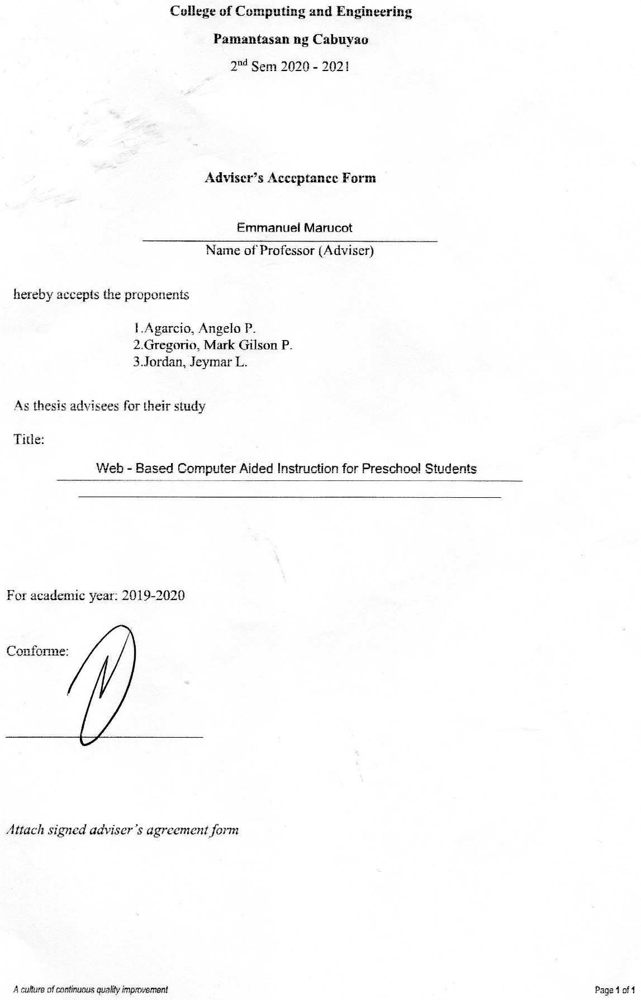 College of Computing and Engineering
Pamantasan ng Cabuyao
2nd Sem 2020 - 2021
Adviser's Acceptance Form
Emmanuel Marucot
Name of Professor (Adviser)
hereby accepts the proponents
1.Agarcio, Angelo P.
2.Gregorio, Mark Gilson P.
3.Jordan, Jeymar L.
As thesis advisees for their study
Title:
Web - Based Computer Aided Instruction for Preschool Students
For academic year: 2019-2020
Conforme:
Attach signed adviser's agreement form
A culture of continuous quality improvement
Page 1 of 1